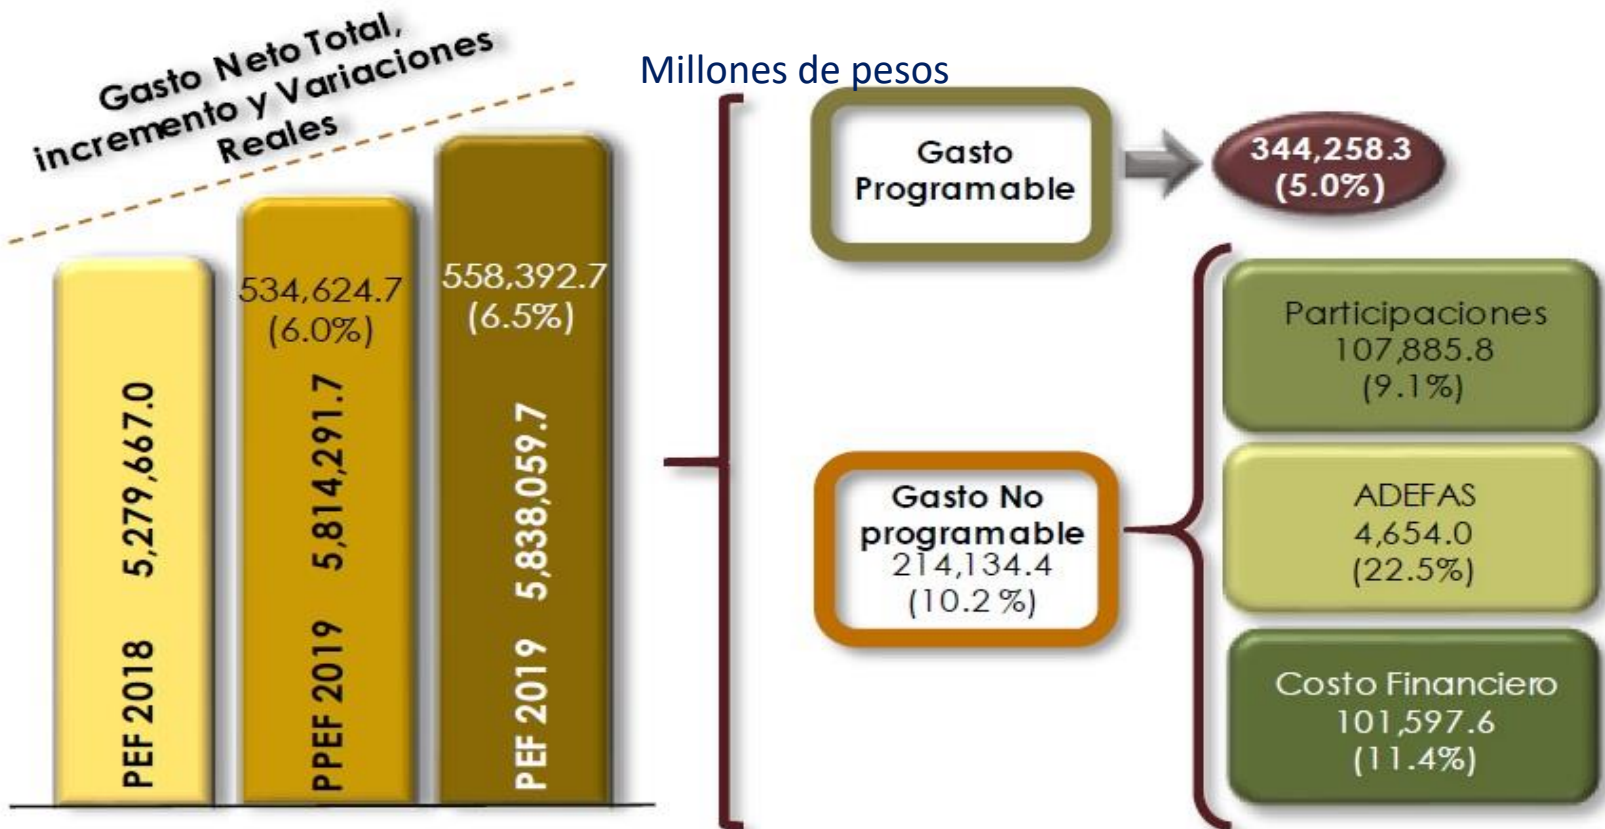 Gasto Neto Total,
incremento y Variaciones
Reales
Millones de pesos
PEF 2018 5,279,667.0
534,624.7
(6.0%)
PPEF 2019 5,814,291.7
558,392.7
(6.5%)
PEF 2019 5,838,059.7
Gasto
Programable
344,258.3
(5.0%)
Gasto No
programable
214,134.4
(10.2 %)
Participaciones
107,885.8
(9.1%)
ADEFAS
4,654.0
(22.5%)
Costo Financiero
101,597.6
(11.4%)